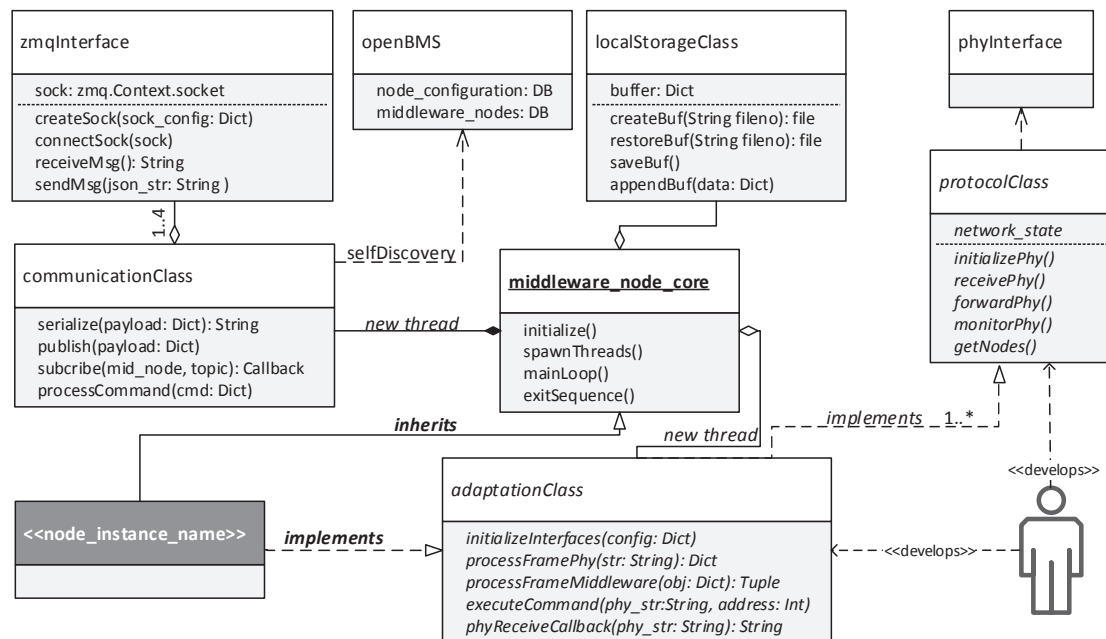 zmqInterface
sock: zmq.Context.socket
createSock(sock_config: Dict)
connectSock(sock)
receiveMsg(): String
sendMsg(json_str: String )
openBMS
node_configuration: DB
middleware_nodes: DB
localStorageClass
buffer: Dict
createBuf(String fileno): file
restoreBuf(String fileno): file
saveBuf()
appendBuf(data: Dict)
phyInterface
protocolClass
network_state
initializePhy()
receivePhy()
forwardPhy()
monitorPhy()
getNodes()
1..4
selfDiscovery
communicationClass
serialize(payload: Dict): String
publish(payload: Dict)
subcribe(mid_node, topic): Callback
processCommand(cmd: Dict)
new thread
middleware_node_core
initialize()
spawnThreads()
mainLoop()
exitSequence()
inherits
new thread
implements 1..*
<<develops>>
<<node_instance_name>>
implements
adaptationClass
initializeInterfaces(config: Dict)
processFramePhy(str: String): Dict
processFrameMiddleware(obj: Dict): Tuple
executeCommand(phy_str:String, address: Int)
phyReceiveCallback(phy_str: String): String
<<develops>>